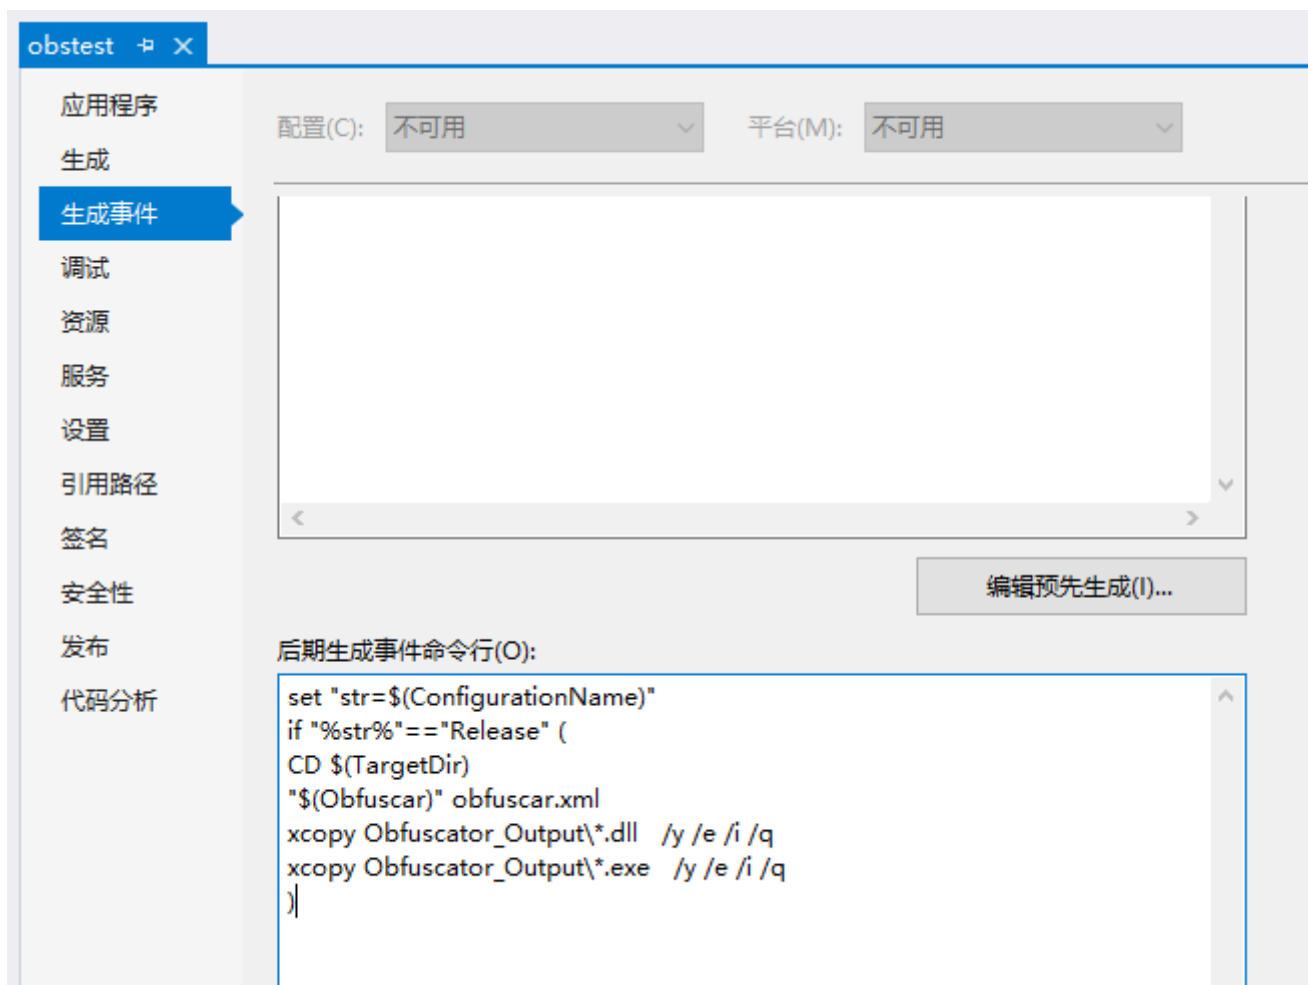 obstest
应用程序
生成
生成事件
调试
资源
服务
设置
引用路径
签名
安全性
发布
代码分析
配置(C): 不可用 平台(M): 不可用
编辑预先生成(I)...
后期生成事件命令行(O):
set "str=$(ConfigurationName)"
if "%str%"=="Release" (
CD $(TargetDir)
"$(Obfuscar)" obfuscar.xml
xcopy Obfuscator_Output\*.dll   /y /e /i /q
xcopy Obfuscator_Output\*.exe   /y /e /i /q
)